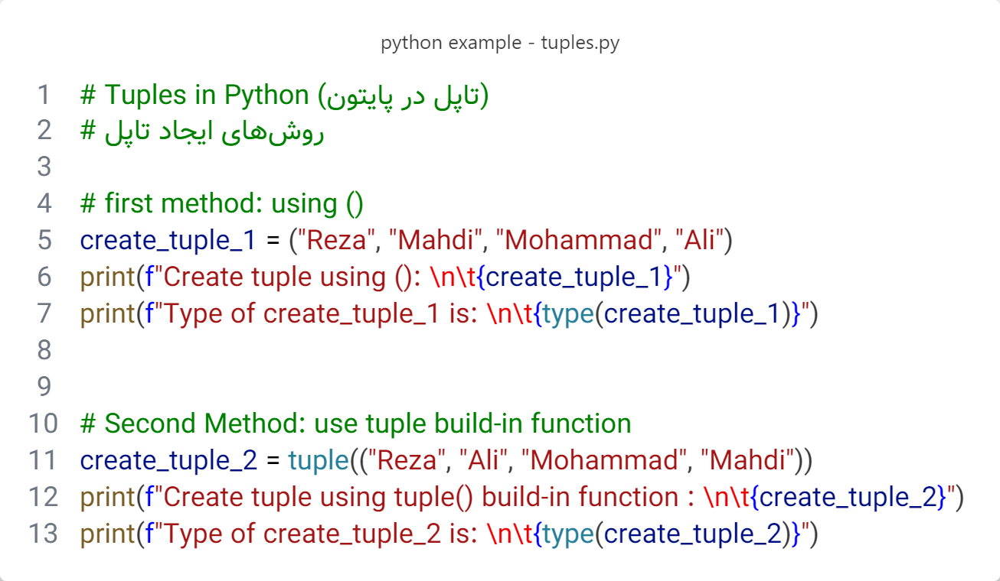 python example - tuples.py
1 # Tuples in Python (تاپل در پایتون)
2 # روش‌های ایجاد تاپل
3
4 # first method: using ()
5 create_tuple_1 = ("Reza", "Mahdi", "Mohammad", "Ali")
6 print(f"Create tuple using (): \n\t{create_tuple_1}")
7 print(f"Type of create_tuple_1 is: \n\t{type(create_tuple_1)}")
8
9
10 # Second Method: use tuple build-in function
11 create_tuple_2 = tuple(("Reza", "Ali", "Mohammad", "Mahdi"))
12 print(f"Create tuple using tuple() build-in function : \n\t{create_tuple_2}")
13 print(f"Type of create_tuple_2 is: \n\t{type(create_tuple_2)}")